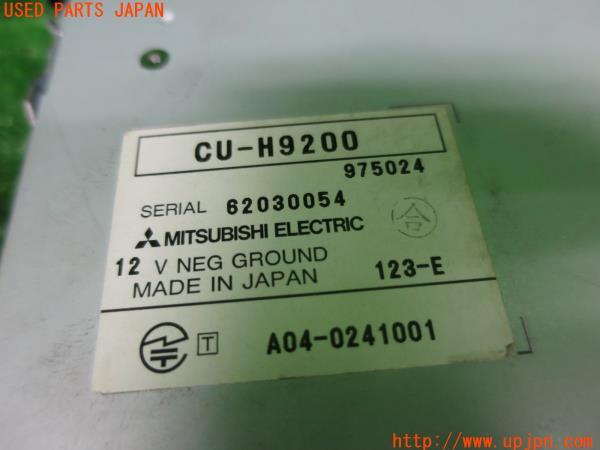 USED PARTS JAPAN
CU-H9200
975024
SERIAL 62030054
MITSUBISHI ELECTRIC
合
12 V NEG GROUND
MADE IN JAPAN 123-E
T A04-0241001
http://www.upjpn.com/